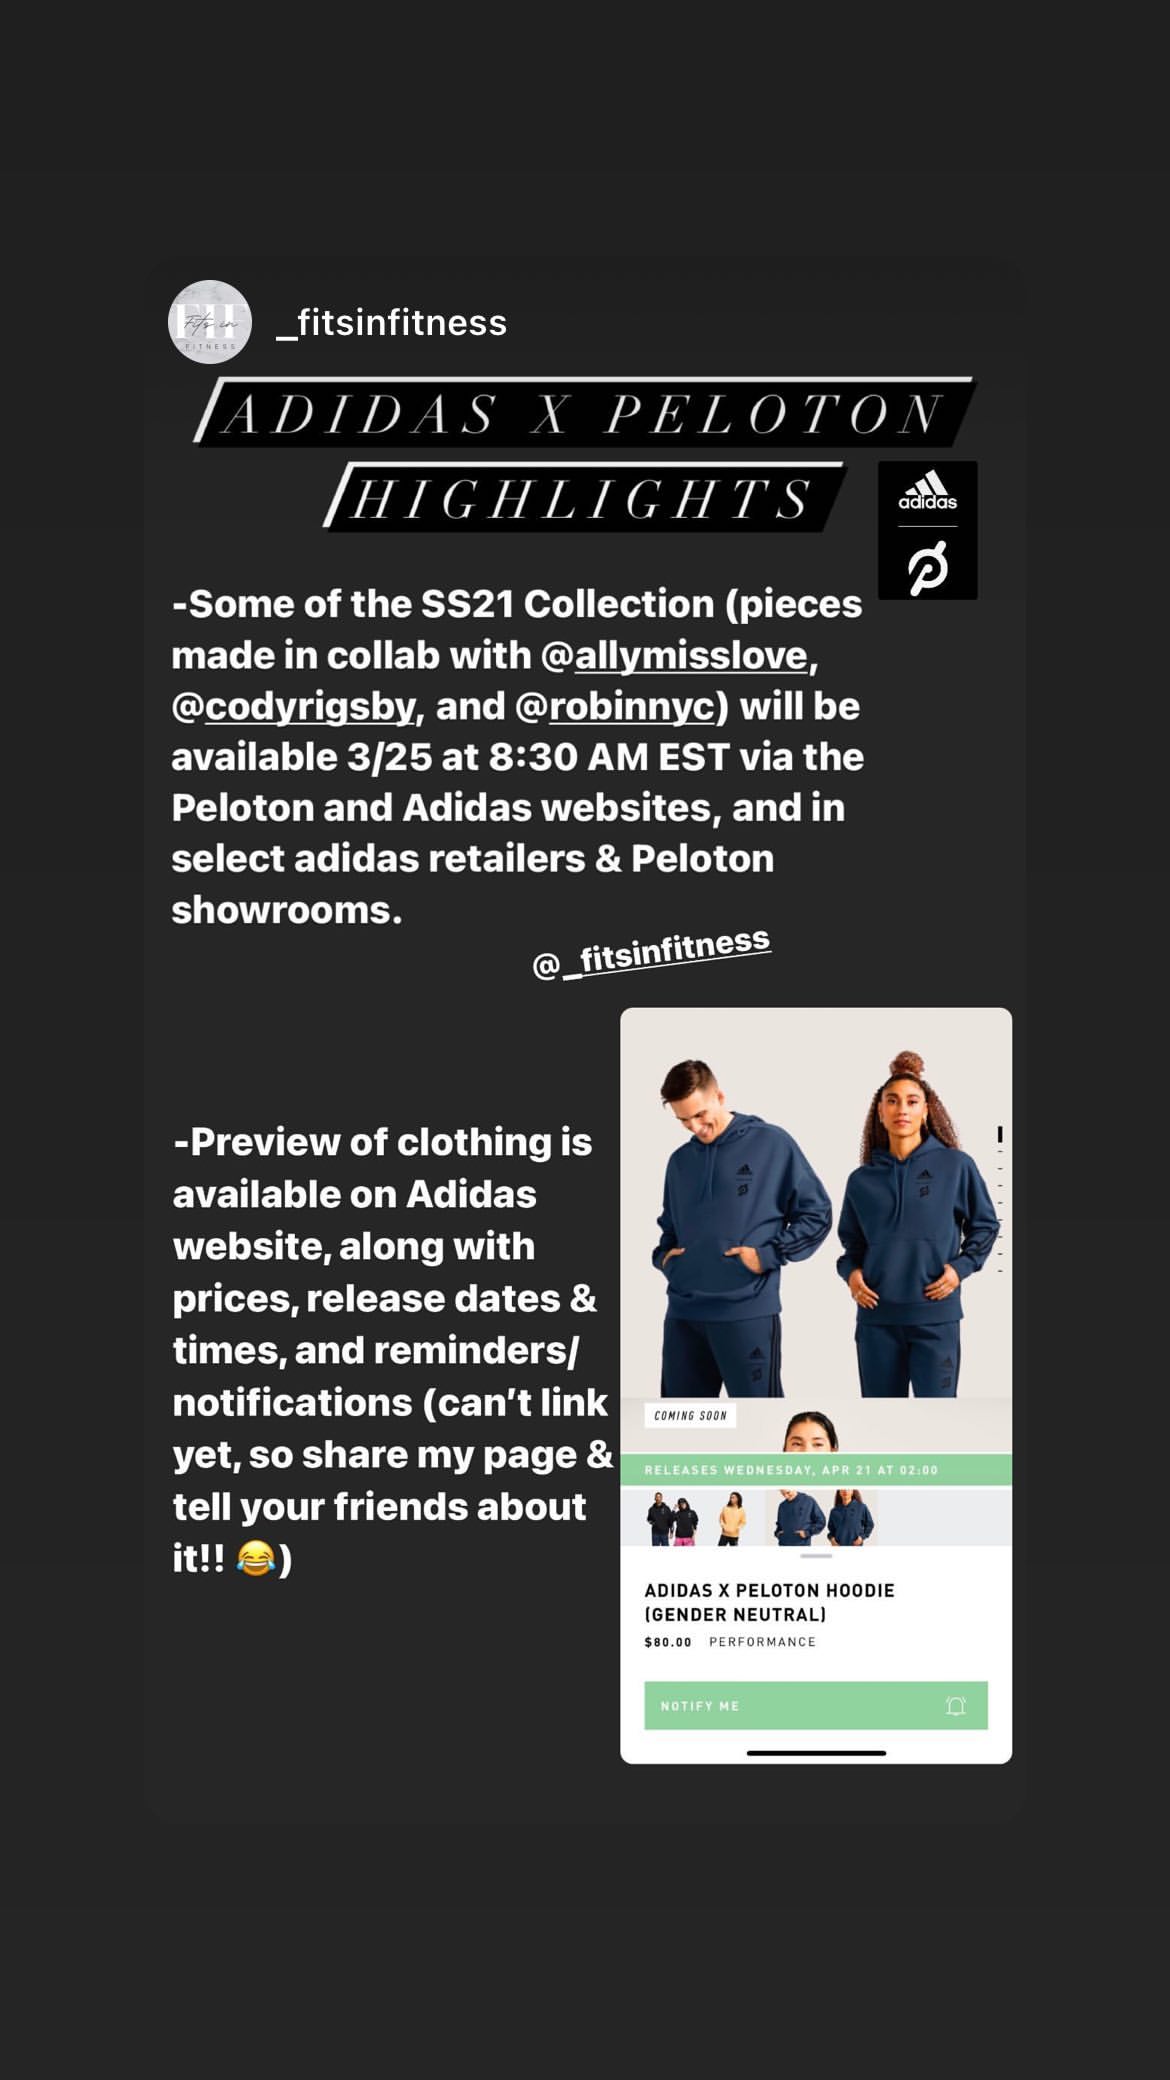 FIT
Fits in
FITNESS
_fitsinfitness
ADIDAS X PELOTON
HIGHLIGHTS
adidas
-Some of the SS21 Collection (pieces
made in collab with @allymisslove,
@codyrigsby, and @robinnyc) will be
available 3/25 at 8:30 AM EST via the
Peloton and Adidas websites, and in
select adidas retailers & Peloton
showrooms.
@_fitsinfitness
-Preview of clothing is
available on Adidas
website, along with
prices, release dates &
times, and reminders/
notifications (can't link
yet, so share my page &
tell your friends about
it!! 😂)
COMING SOON
RELEASES WEDNESDAY, APR 21 AT 02:00
ADIDAS X PELOTON HOODIE
(GENDER NEUTRAL)
$80.00 PERFORMANCE
NOTIFY ME